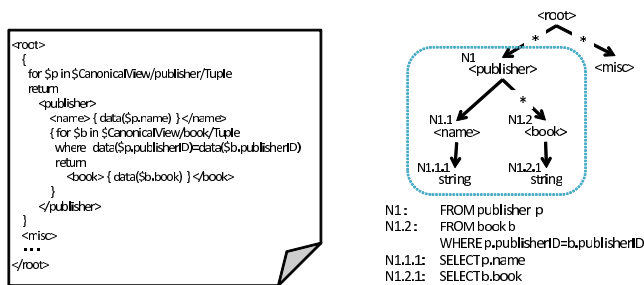 <root>
{
for $p in $CanonicalView/publisher/Tuple
return
<publisher>
<name> { data($p.name) } </name>
{ for $b in $CanonicalView/book/Tuple
where data($p.publisherID)=data($b.publisherID)
return
<book> { data($b.book) } </book>
}
</publisher>
}
<misc>
...
</root>
<root>
* *
N1
<publisher> <misc>
*
N1.1 N1.2
<name> <book>
N1.1.1 N1.2.1
string string
N1: FROM publisher p
N1.2: FROM book b
WHERE p.publisherID=b.publisherID
N1.1.1: SELECT p.name
N1.2.1: SELECT b.book